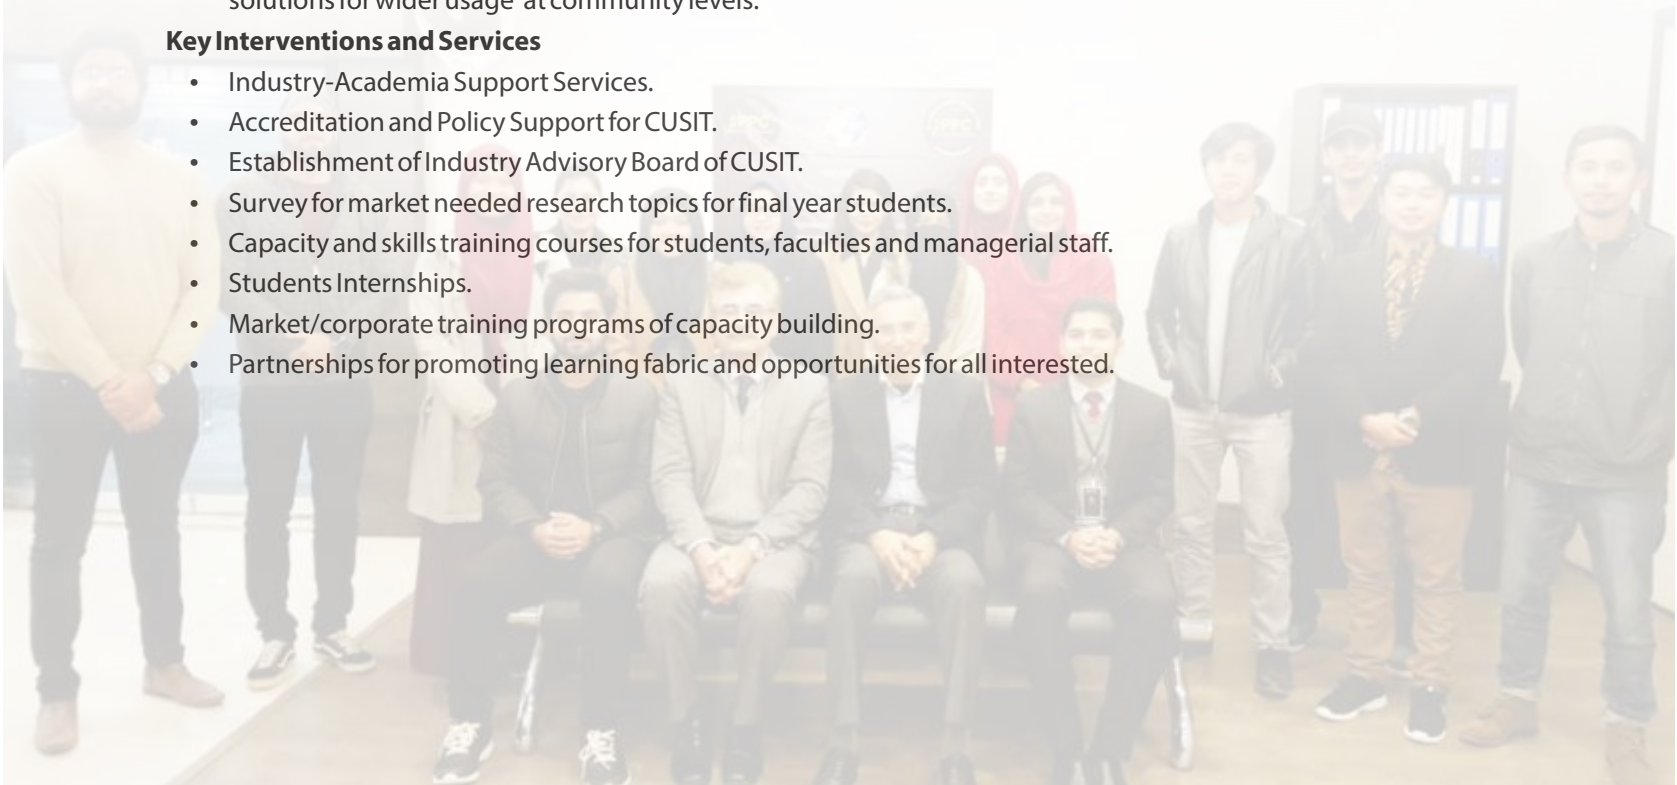 solutions for wider usage at community levels.
Key Interventions and Services
• Industry-Academia Support Services.
• Accreditation and Policy Support for CUSIT.
• Establishment of Industry Advisory Board of CUSIT.
• Survey for market needed research topics for final year students.
• Capacity and skills training courses for students, faculties and managerial staff.
• Students Internships.
• Market/corporate training programs of capacity building.
• Partnerships for promoting learning fabric and opportunities for all interested.